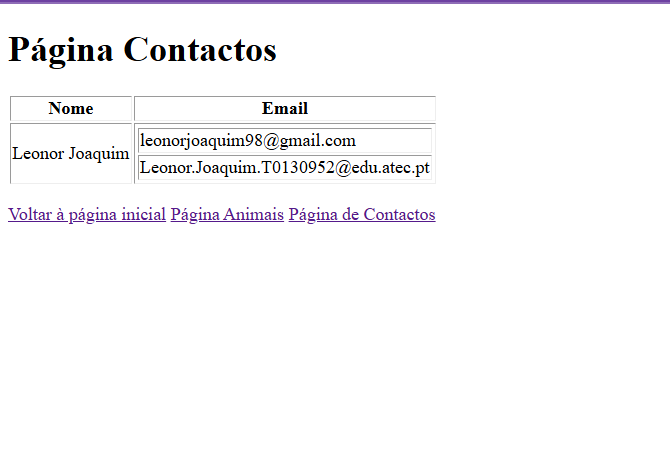 Página Contactos
Nome Email
Leonor Joaquim
leonorjoaquim98@gmail.com
Leonor.Joaquim.T0130952@edu.atec.pt
Voltar à página inicial Página Animais Página de Contactos